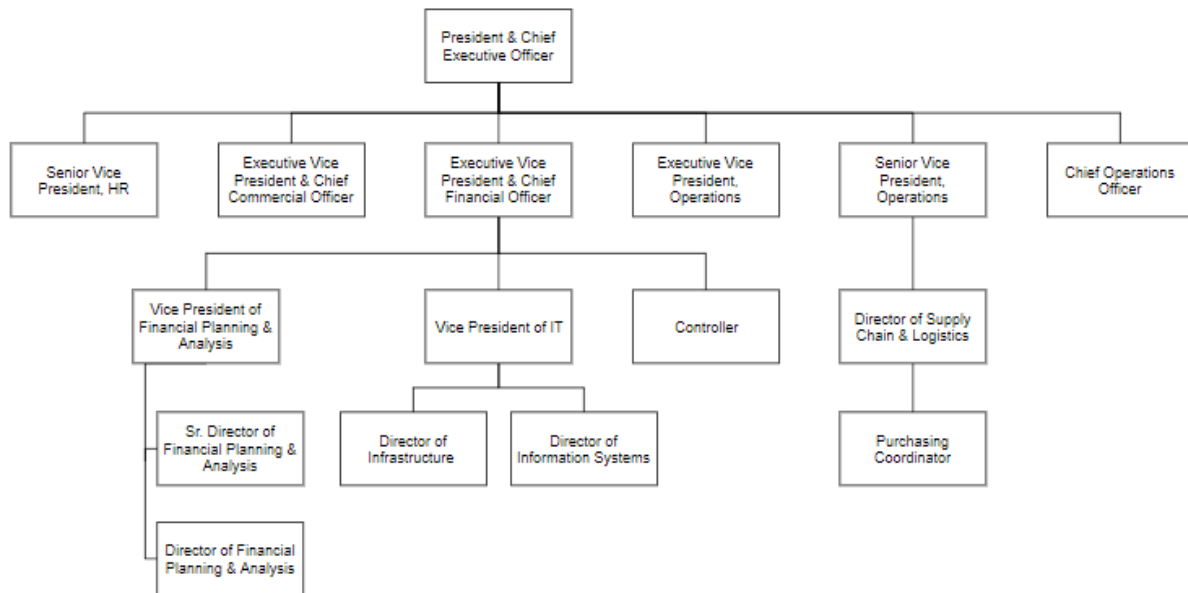 President & Chief
Executive Officer
Senior Vice
President, HR
Executive Vice
President & Chief
Commercial Officer
Executive Vice
President & Chief
Financial Officer
Executive Vice
President,
Operations
Senior Vice
President,
Operations
Chief Operations
Officer
Vice President of
Financial Planning &
Analysis
Vice President of IT
Controller
Director of Supply
Chain & Logistics
Sr. Director of
Financial Planning &
Analysis
Director of
Infrastructure
Director of
Information Systems
Purchasing
Coordinator
Director of Financial
Planning & Analysis